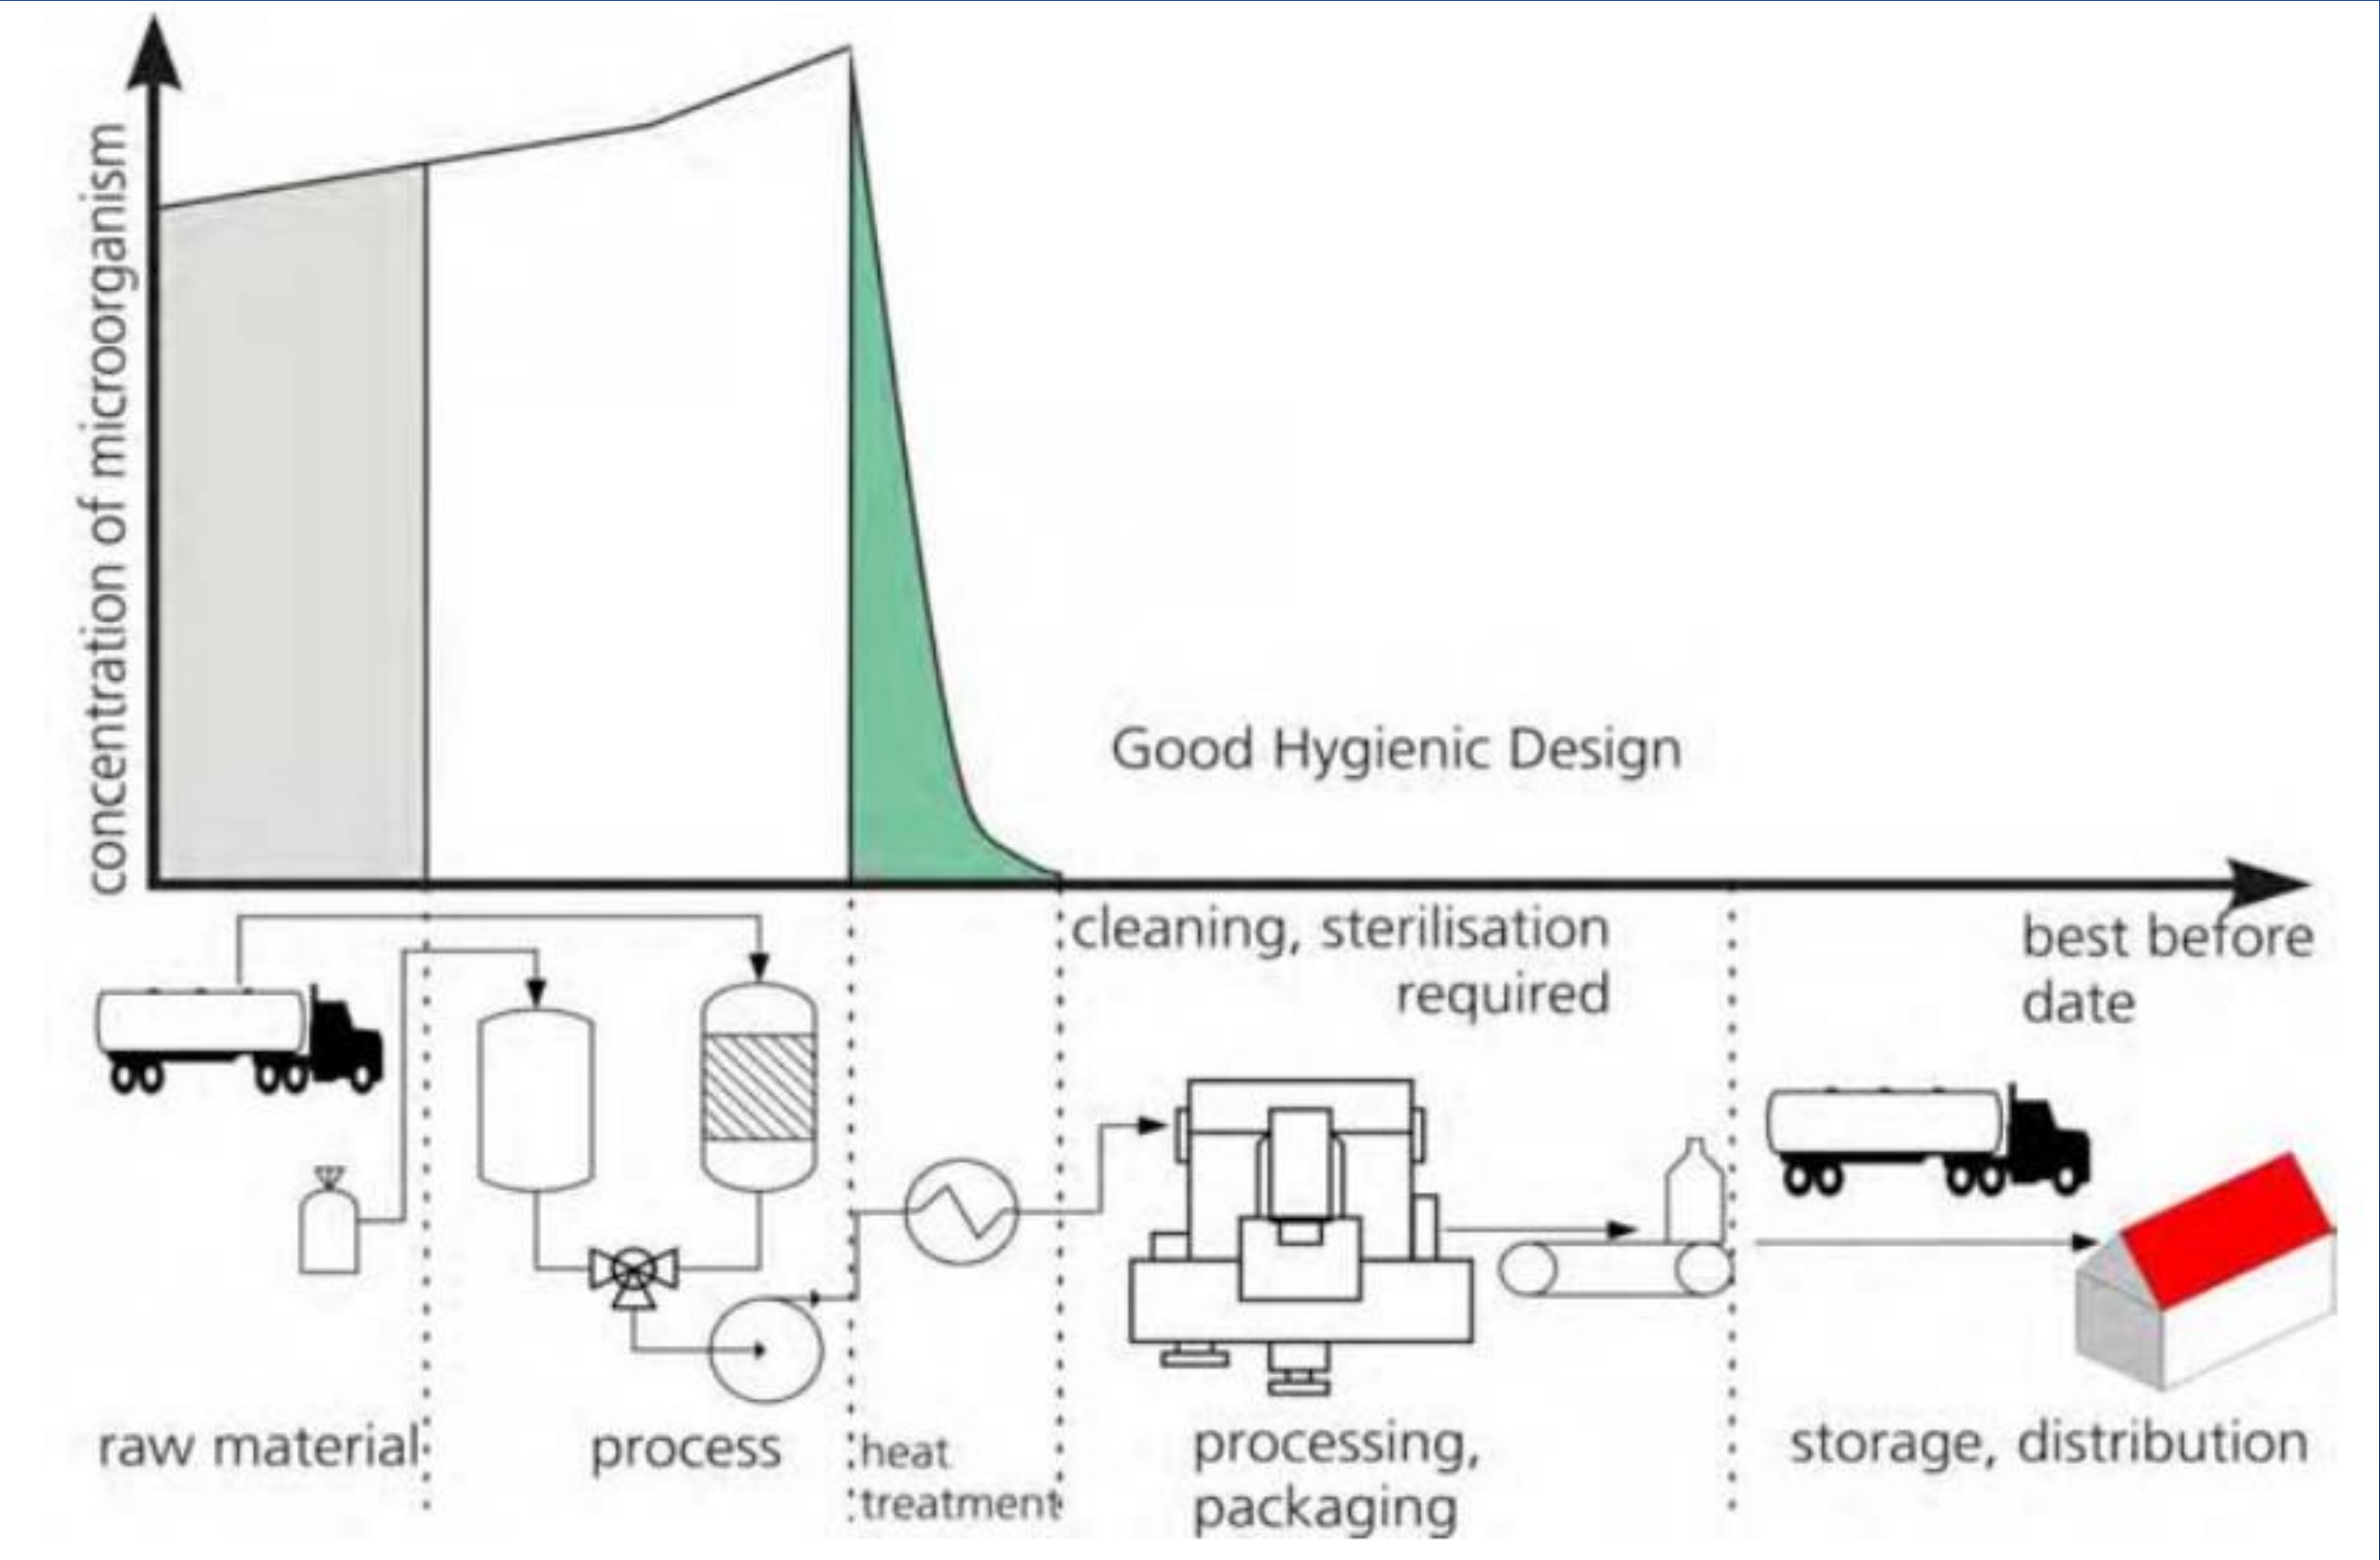 concentration of microorganism
Good Hygienic Design
cleaning, sterilisation
required
best before
date
raw material
process
heat
treatment
processing,
packaging
storage, distribution